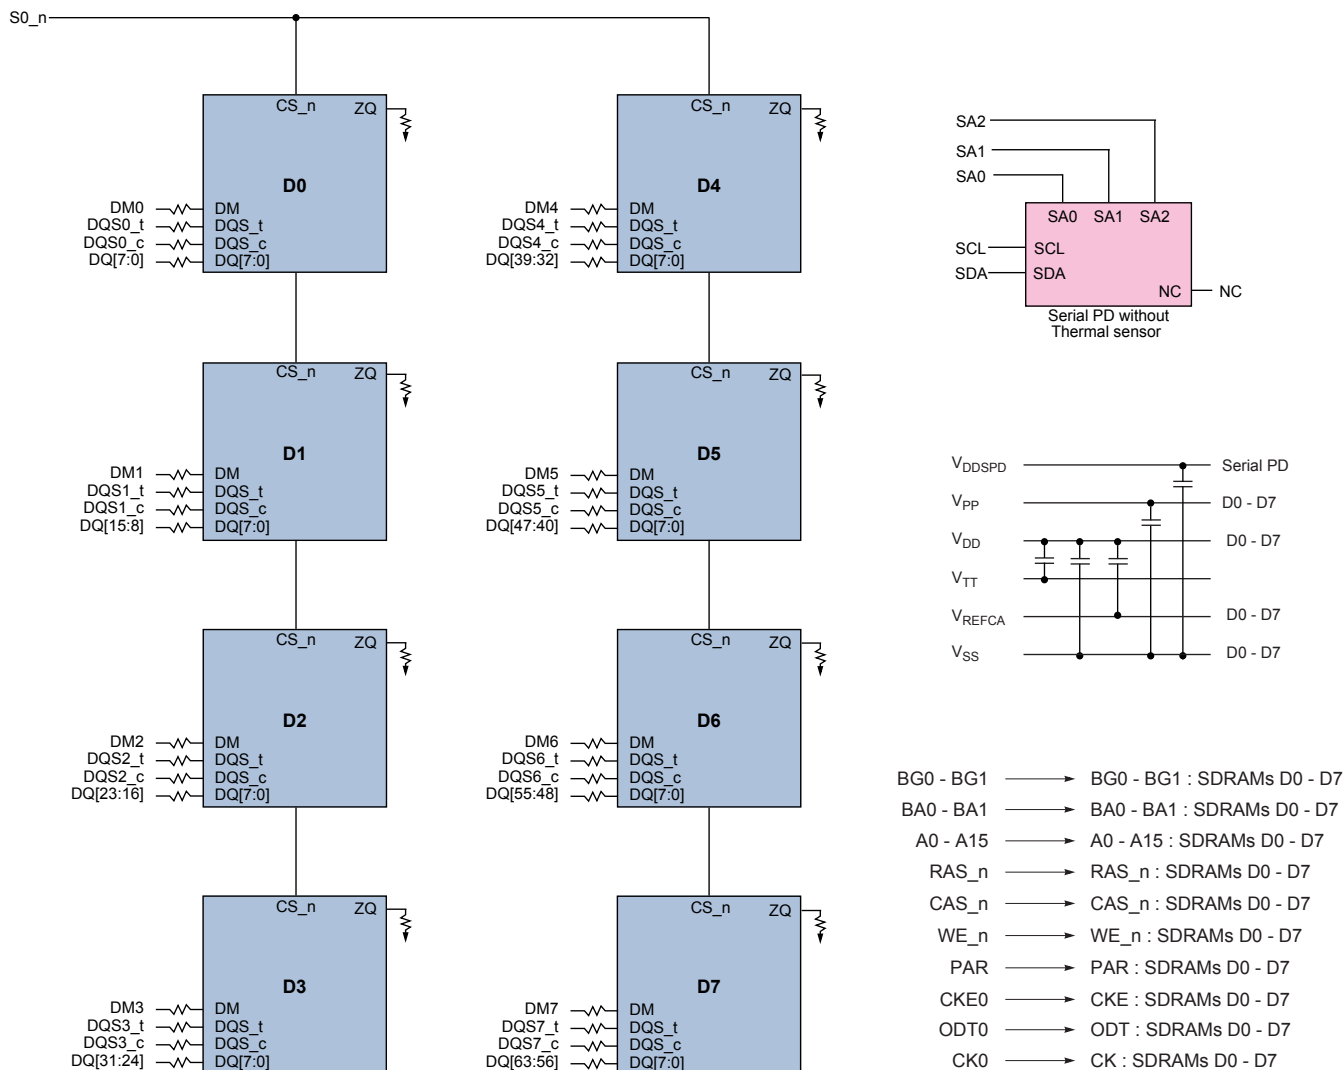 S0_n
CS_n ZQ
D0
DM0 DM
DQS0_t DQS_t
DQS0_c DQS_c
DQ[7:0] DQ[7:0]
CS_n ZQ
D1
DM1 DM
DQS1_t DQS_t
DQS1_c DQS_c
DQ[15:8] DQ[7:0]
CS_n ZQ
D2
DM2 DM
DQS2_t DQS_t
DQS2_c DQS_c
DQ[23:16] DQ[7:0]
CS_n ZQ
D3
DM3 DM
DQS3_t DQS_t
DQS3_c DQS_c
DQ[31:24] DQ[7:0]
CS_n ZQ
D4
DM4 DM
DQS4_t DQS_t
DQS4_c DQS_c
DQ[39:32] DQ[7:0]
CS_n ZQ
D5
DM5 DM
DQS5_t DQS_t
DQS5_c DQS_c
DQ[47:40] DQ[7:0]
CS_n ZQ
D6
DM6 DM
DQS6_t DQS_t
DQS6_c DQS_c
DQ[55:48] DQ[7:0]
CS_n ZQ
D7
DM7 DM
DQS7_t DQS_t
DQS7_c DQS_c
DQ[63:56] DQ[7:0]
SA2
SA1
SA0
SA0 SA1 SA2
SCL SCL
SDA SDA
NC NC
Serial PD without
Thermal sensor
VDDSPD Serial PD
VPP D0 - D7
VDD D0 - D7
VTT
VREFCA D0 - D7
VSS D0 - D7
BG0 - BG1 BG0 - BG1 : SDRAMs D0 - D7
BA0 - BA1 BA0 - BA1 : SDRAMs D0 - D7
A0 - A15 A0 - A15 : SDRAMs D0 - D7
RAS_n RAS_n : SDRAMs D0 - D7
CAS_n CAS_n : SDRAMs D0 - D7
WE_n WE_n : SDRAMs D0 - D7
PAR PAR : SDRAMs D0 - D7
CKE0 CKE : SDRAMs D0 - D7
ODT0 ODT : SDRAMs D0 - D7
CK0 CK : SDRAMs D0 - D7